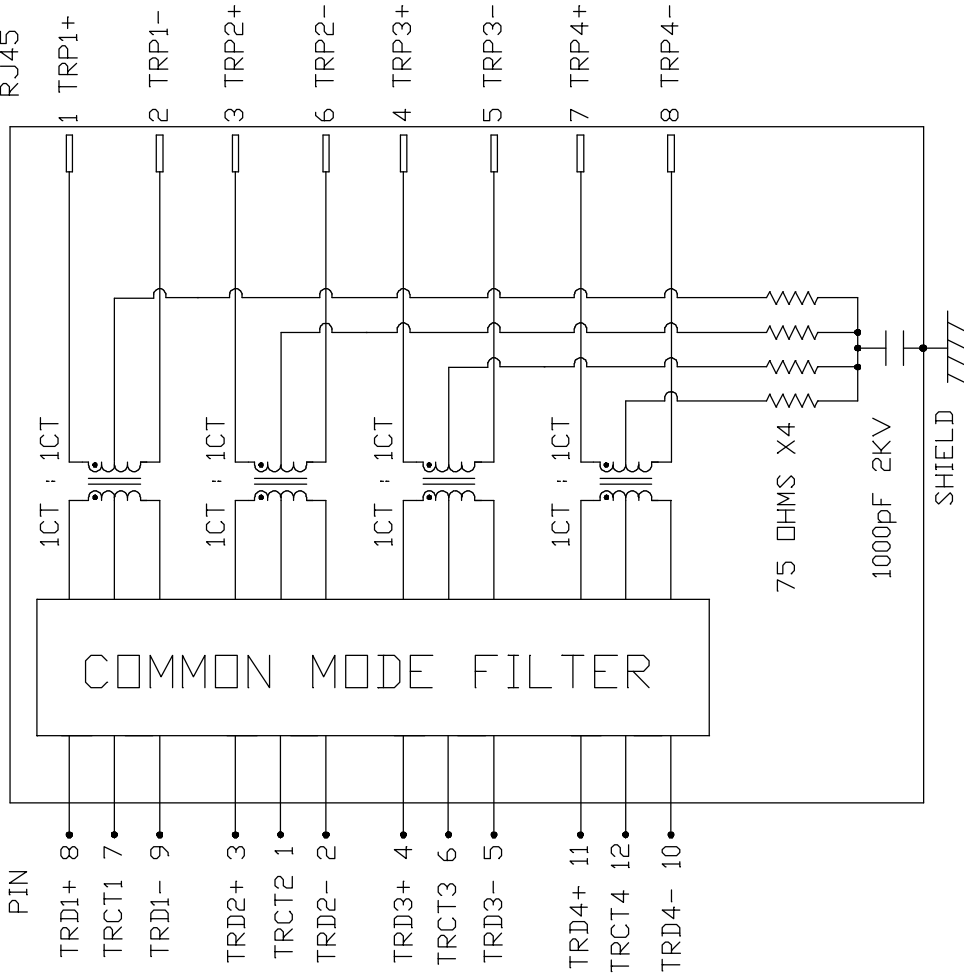 RJ45
1 TRP1+
2 TRP1-
3 TRP2+
6 TRP2-
4 TRP3+
5 TRP3-
7 TRP4+
8 TRP4-
1CT : 1CT
1CT : 1CT
1CT : 1CT
1CT : 1CT
75 OHMS X4
1000pF 2KV
SHIELD
COMMON MODE FILTER
PIN
TRD1+ 8
TRCT1 7
TRD1- 9
TRD2+ 3
TRCT2 1
TRD2- 2
TRD3+ 4
TRCT3 6
TRD3- 5
TRD4+ 11
TRCT4 12
TRD4- 10